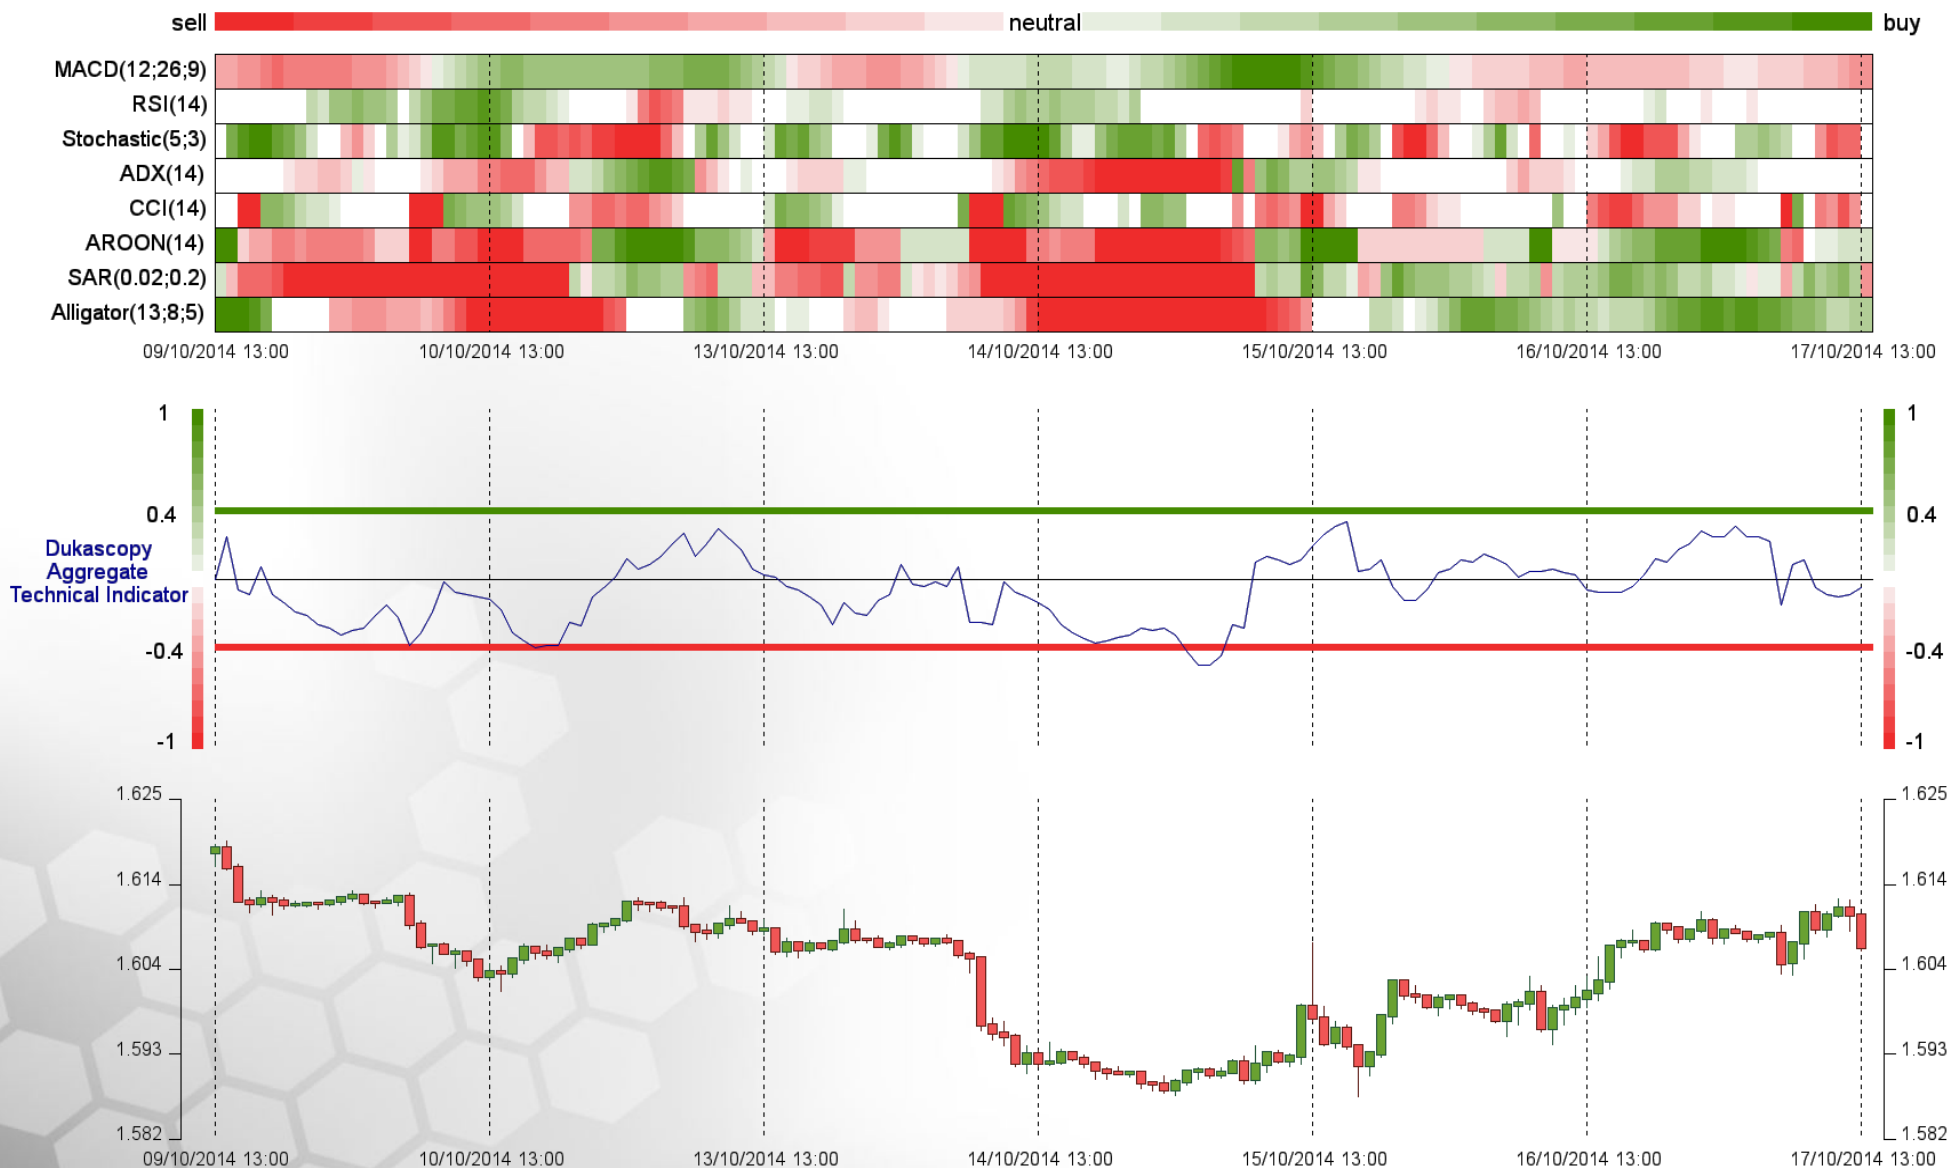 sell neutral buy
MACD(12;26;9)
RSI(14)
Stochastic(5;3)
ADX(14)
CCI(14)
AROON(14)
SAR(0.02;0.2)
Alligator(13;8;5)
09/10/2014 13:00 10/10/2014 13:00 13/10/2014 13:00 14/10/2014 13:00 15/10/2014 13:00 16/10/2014 13:00 17/10/2014 13:00
1 1
0.4 0.4
Dukascopy
Aggregate
Technical Indicator
-0.4 -0.4
-1 -1
1.625 1.625
1.614 1.614
1.604 1.604
1.593 1.593
1.582 1.582
09/10/2014 13:00 10/10/2014 13:00 13/10/2014 13:00 14/10/2014 13:00 15/10/2014 13:00 16/10/2014 13:00 17/10/2014 13:00